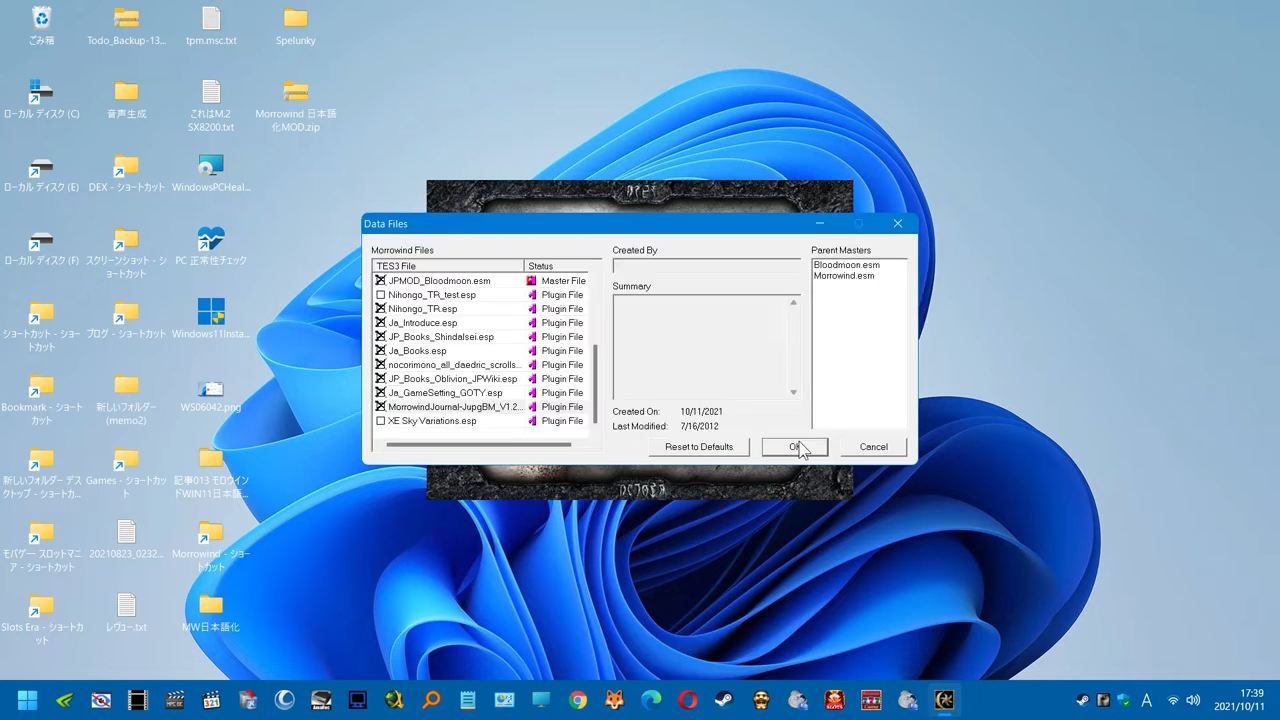 ごみ箱
Todo_Backup-13...
tpm.msc.txt
Spelunky
ローカル ディスク (C)
音声生成
これはM.2
SX8200.txt
Morrowind 日本語
化MOD.zip
ローカル ディスク (E)
DEX - ショートカット
WindowsPCHeal...
ローカル ディスク (F)
スクリーンショット - シ
ョートカット
PC 正常性チェック
ショートカット - ショー
トカット
ブログ - ショートカット
Windows11Insta...
Bookmark - ショート
カット
新しいフォルダー
(memo2)
WS06042.png
新しいフォルダー デス
クトップ - ショートカ...
Games - ショートカッ
ト
記事013 モロウイン
ドWIN11日本語...
モバゲー スロットマニ
ア - ショートカット
20210823_0232...
Morrowind - ショー
トカット
Slots Era - ショートカ
ット
レヴュー.txt
MW日本語化
Data Files
Morrowind Files
TES3 File
Status
JPMOD_Bloodmoon.esm Master File
Nihongo_TR_test.esp Plugin File
Nihongo_TR.esp Plugin File
Ja_Introduce.esp Plugin File
JP_Books_Shindalsei.esp Plugin File
Ja_Books.esp Plugin File
nocorimono_all_daedric_scrolls... Plugin File
JP_Books_Oblivion_JPWiki.esp Plugin File
Ja_GameSetting_GOTY.esp Plugin File
MorrowindJournal-JupgBM_V1.2... Plugin File
XE Sky Variations.esp Plugin File
Created By
Summary
Created On: 10/11/2021
Last Modified: 7/16/2012
Parent Masters
Bloodmoon.esm
Morrowind.esm
Reset to Defaults
OK
Cancel
321
A
17:39
2021/10/11